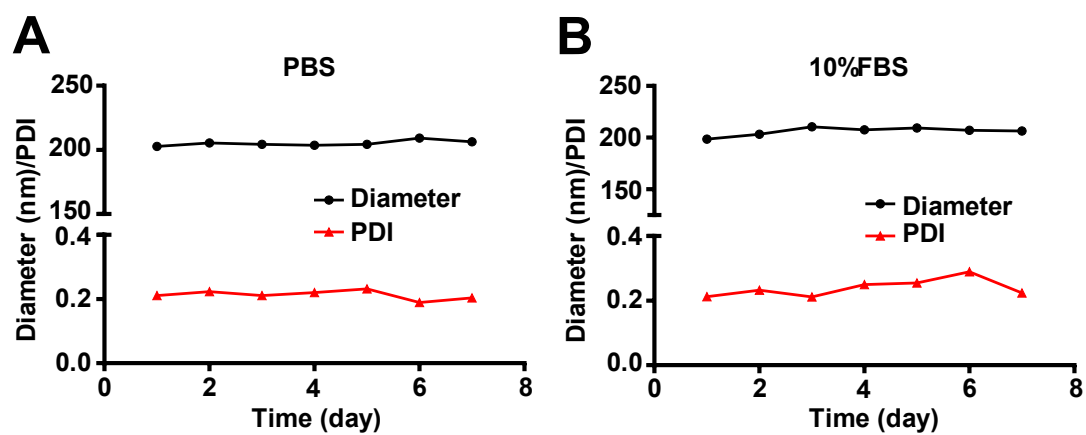 A
PBS
Diameter (nm)/PDI
250
200
150
0.4
0.2
0.0
Diameter
PDI
0 2 4 6 8
Time (day)
B
10%FBS
Diameter (nm)/PDI
250
200
150
100
0.4
0.2
0.0
Diameter
PDI
0 2 4 6 8
Time (day)